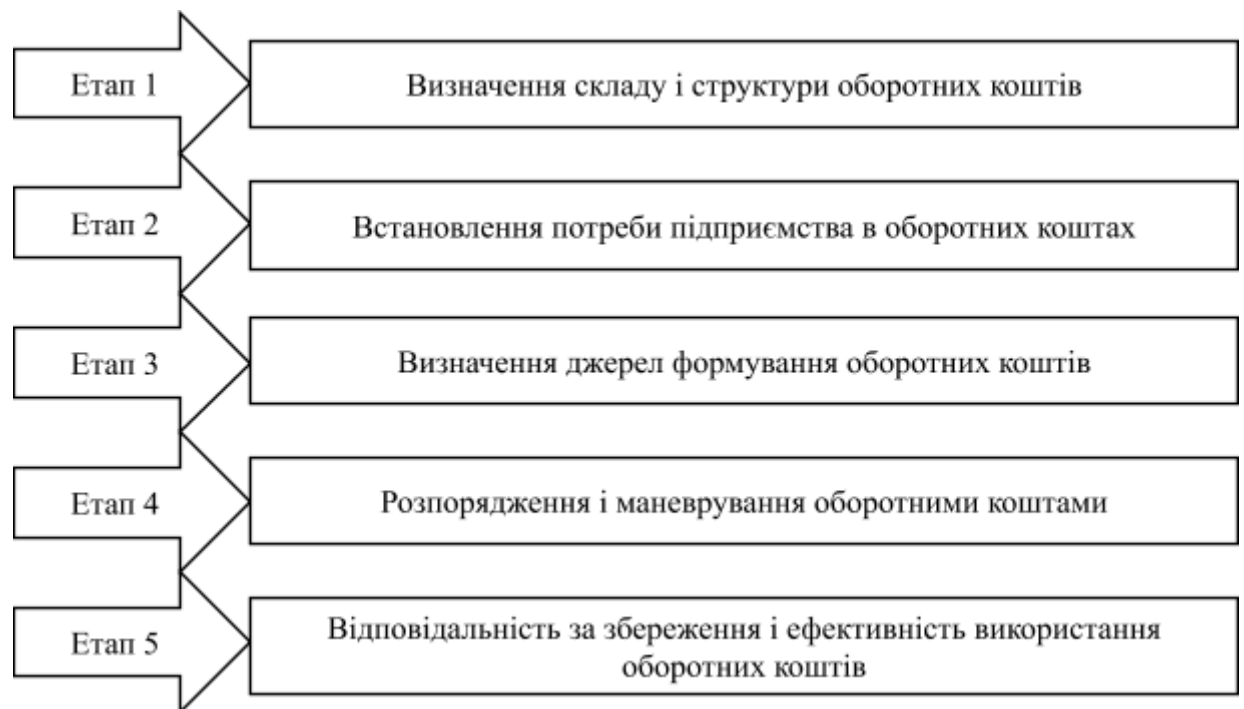 Етап 1
Визначення складу і структури оборотних коштів
Етап 2
Встановлення потреби підприємства в оборотних коштах
Етап 3
Визначення джерел формування оборотних коштів
Етап 4
Розпорядження і маневрування оборотними коштами
Етап 5
Відповідальність за збереження і ефективність використання
оборотних коштів